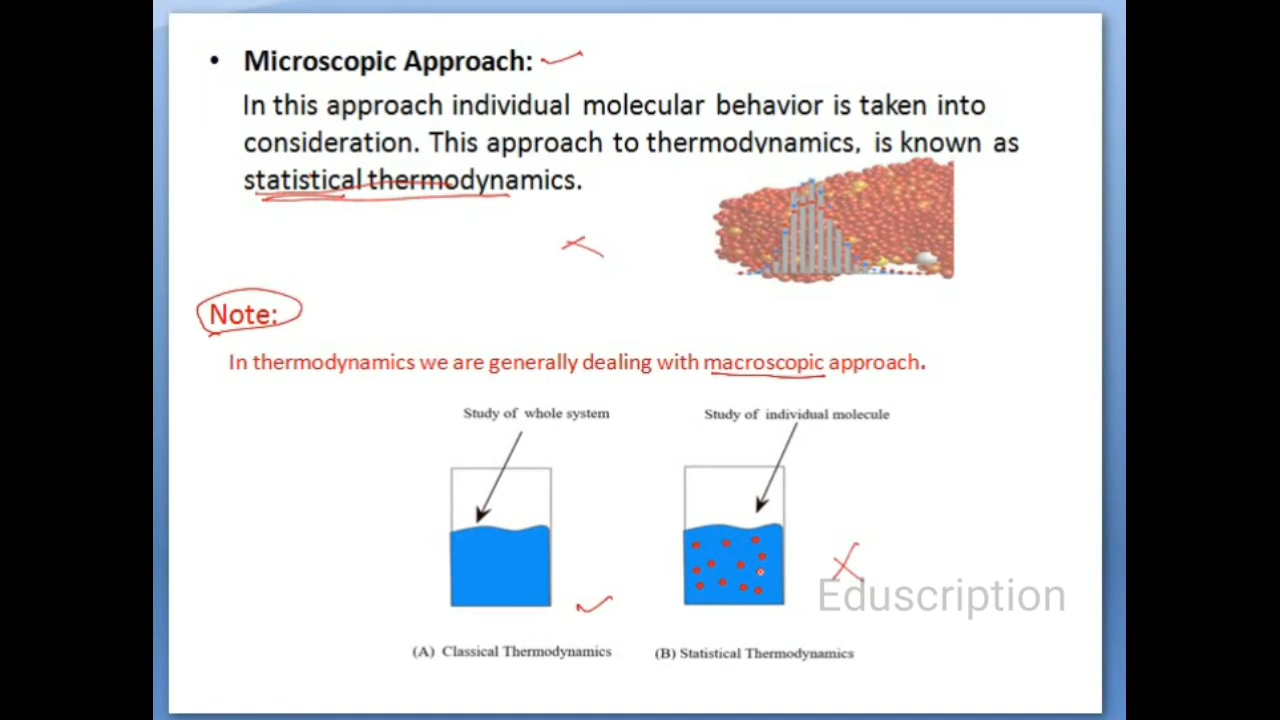 • Microscopic Approach:
In this approach individual molecular behavior is taken into
consideration. This approach to thermodynamics, is known as
statistical thermodynamics.
Note:
In thermodynamics we are generally dealing with macroscopic approach.
Study of whole system
Study of individual molecule
Eduscription
(A) Classical Thermodynamics
(B) Statistical Thermodynamics